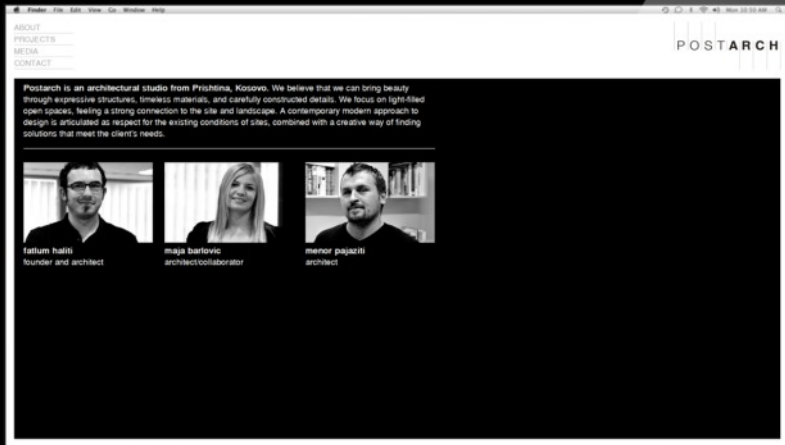 Finder File Edit View Go Window Help
Mon 10:50 AM
ABOUT
PROJECTS
MEDIA
CONTACT
POSTARCH
Postarch is an architectural studio from Prishtina, Kosovo. We believe that we can bring beauty
through expressive structures, timeless materials, and carefully constructed details. We focus on light-filled
open spaces, feeling a strong connection to the site and landscape. A contemporary modern approach to
design is articulated as respect for the existing conditions of sites, combined with a creative way of finding
solutions that meet the client's needs.
fatlum haliti
founder and architect
maja barlovic
architect/collaborator
menor pajaziti
architect